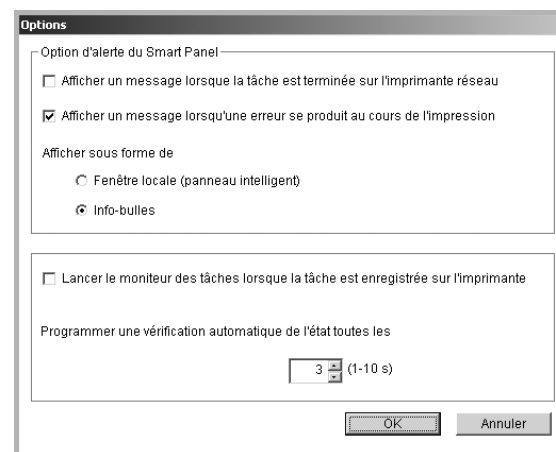 Options
Option d'alerte du Smart Panel
Afficher un message lorsque la tâche est terminée sur l'imprimante réseau
Afficher un message lorsqu'une erreur se produit au cours de l'impression
Afficher sous forme de
Fenêtre locale (panneau intelligent)
Info-bulles
Lancer le moniteur des tâches lorsque la tâche est enregistrée sur l'imprimante
Programmer une vérification automatique de l'état toutes les
3 (1-10 s)
OK Annuler